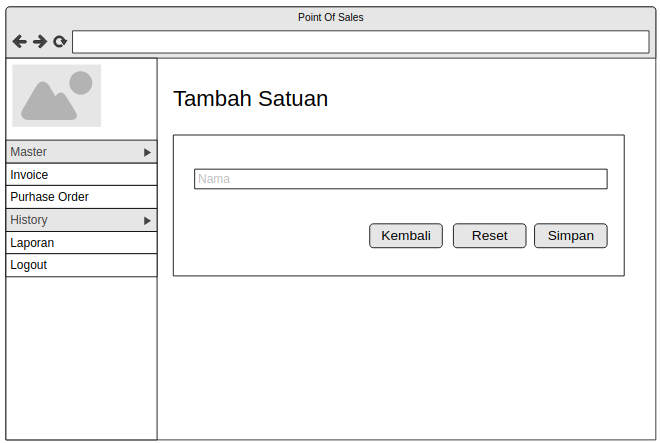 Point Of Sales
Tambah Satuan
Master
Invoice
Purhase Order
History
Laporan
Logout
Nama
Kembali Reset Simpan